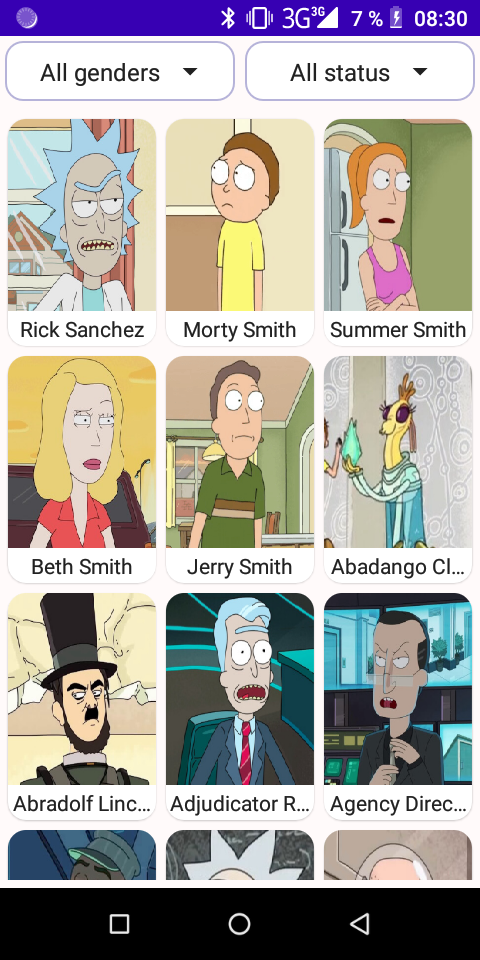 3G 3G 7 % 08:30
All genders All status
Rick Sanchez Morty Smith Summer Smith
Beth Smith Jerry Smith Abadango Cl...
Abradolf Linc... Adjudicator R... Agency Direc...